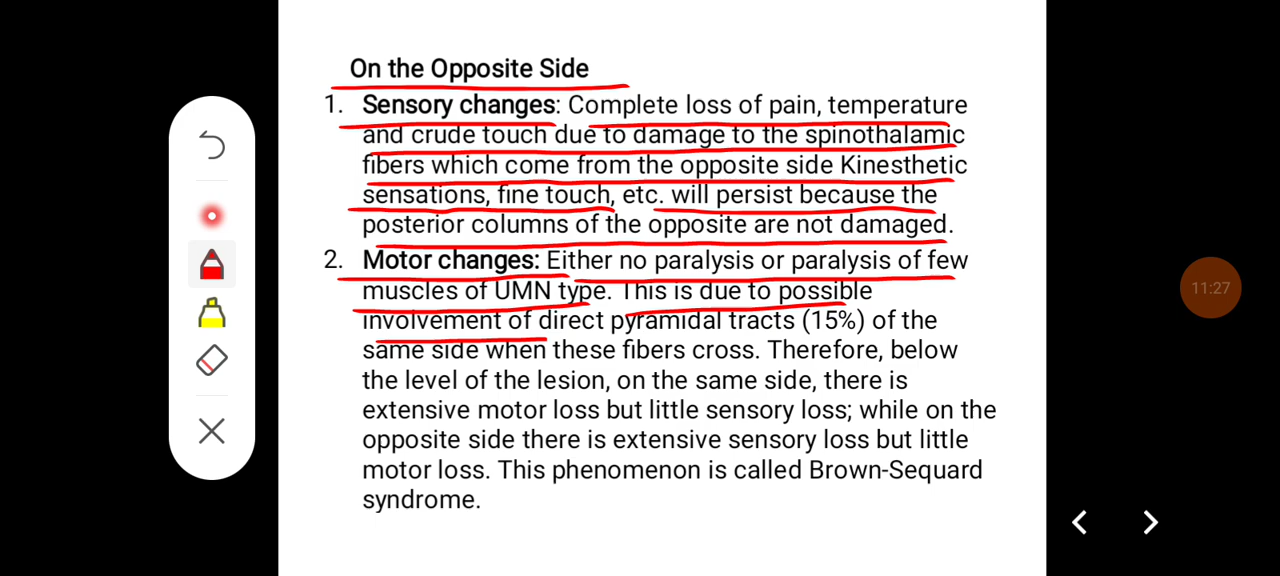 On the Opposite Side
1. Sensory changes: Complete loss of pain, temperature
and crude touch due to damage to the spinothalamic
fibers which come from the opposite side Kinesthetic
sensations, fine touch, etc. will persist because the
posterior columns of the opposite are not damaged.
2. Motor changes: Either no paralysis or paralysis of few
muscles of UMN type. This is due to possible
involvement of direct pyramidal tracts (15%) of the
same side when these fibers cross. Therefore, below
the level of the lesion, on the same side, there is
extensive motor loss but little sensory loss; while on the
opposite side there is extensive sensory loss but little
motor loss. This phenomenon is called Brown-Sequard
syndrome.
11:27